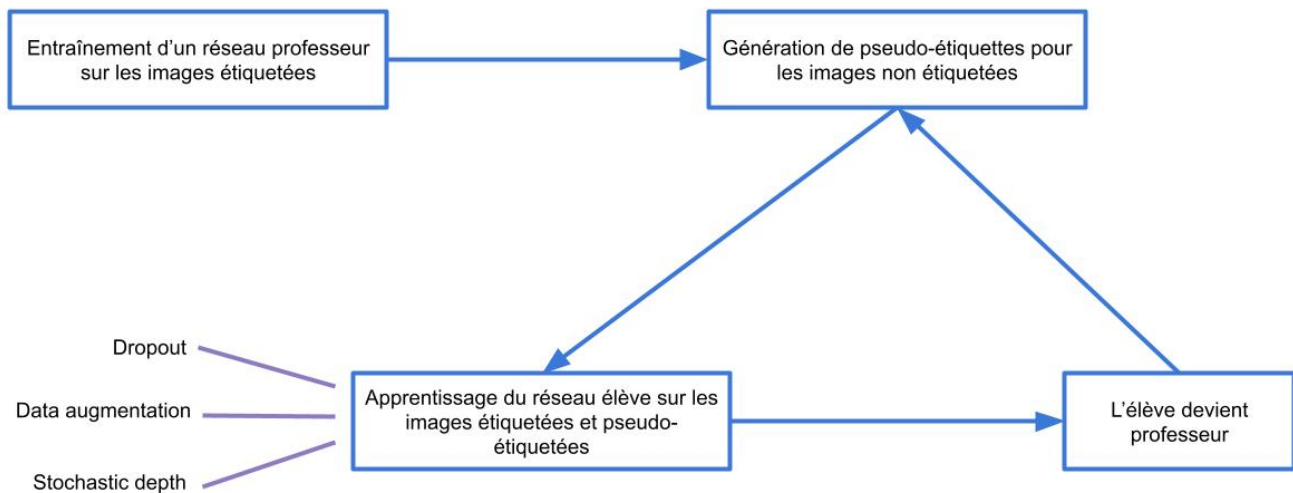 Entraînement d’un réseau professeur
sur les images étiquetées
Génération de pseudo-étiquettes pour
les images non étiquetées
Dropout
Data augmentation
Stochastic depth
Apprentissage du réseau élève sur les
images étiquetées et pseudo-
étiquetées
L’élève devient
professeur